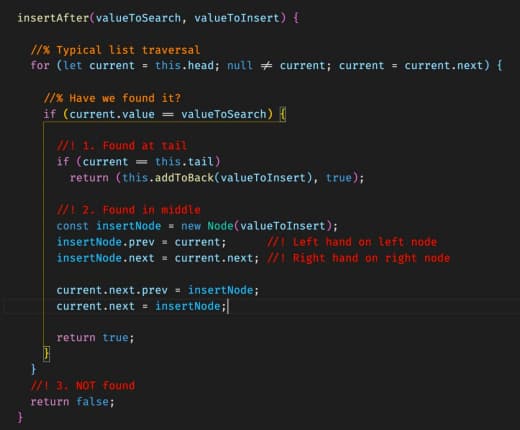 insertAfter(valueToSearch, valueToInsert) {
//% Typical list traversal
for (let current = this.head; null ≠ current; current = current.next) {
//% Have we found it?
if (current.value == valueToSearch) {
//! 1. Found at tail
if (current == this.tail)
return (this.addToBack(valueToInsert), true);
//! 2. Found in middle
const insertNode = new Node(valueToInsert);
insertNode.prev = current; //! Left hand on left node
insertNode.next = current.next; //! Right hand on right node
current.next.prev = insertNode;
current.next = insertNode;
return true;
}
}
//! 3. NOT found
return false;
}